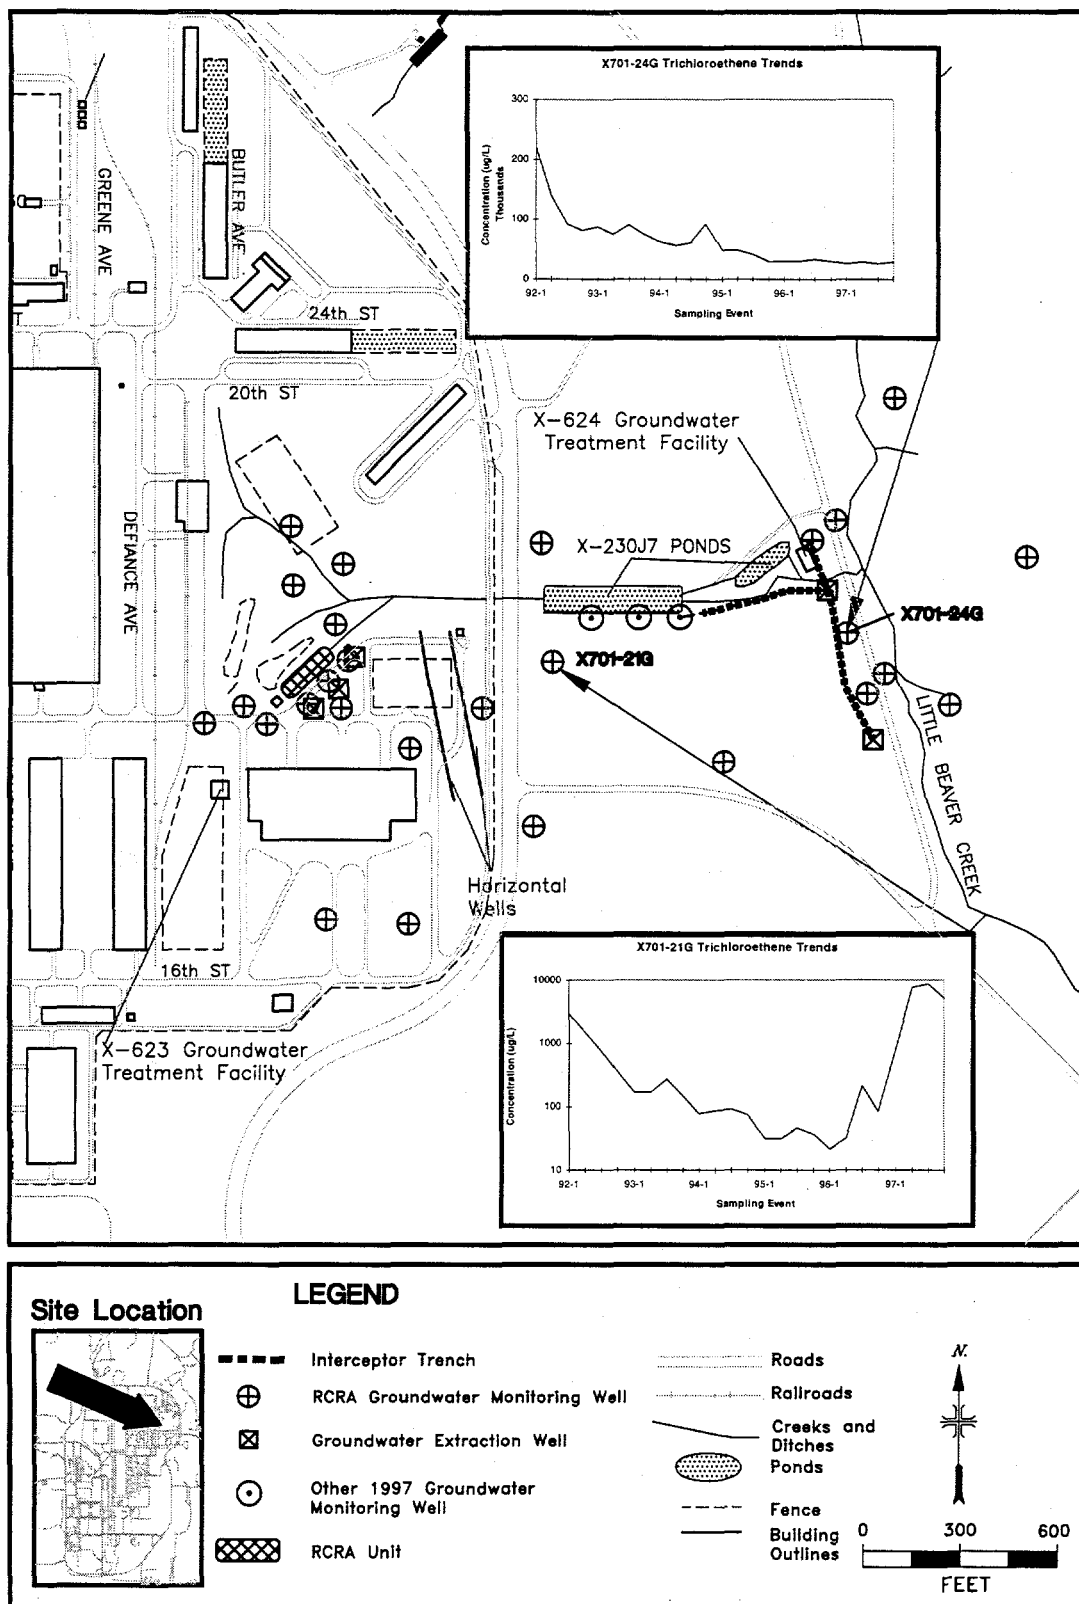 X701-24G Trichloroethene Trends
300
200
100
0
Concentration (ug/L)
Thousands
92-1 93-1 94-1 95-1 96-1 97-1
Sampling Event
GREENE AVE
BUTLER AVE
24th ST
20th ST
DEFIANCE AVE
X-624 Groundwater
Treatment Facility
X-230J7 PONDS
X701-24G
X701-21G
LITTLE BEAVER CREEK
Horizontal
Wells
16th ST
X-623 Groundwater
Treatment Facility
X701-21G Trichloroethene Trends
10000
1000
100
10
Concentration (ug/L)
92-1 93-1 94-1 95-1 96-1 97-1
Sampling Event
LEGEND
Site Location
Interceptor Trench
RCRA Groundwater Monitoring Well
Groundwater Extraction Well
Other 1997 Groundwater
Monitoring Well
RCRA Unit
Roads
Railroads
Creeks and
Ditches
Ponds
Fence
Building
Outlines
N.
0 300 600
FEET